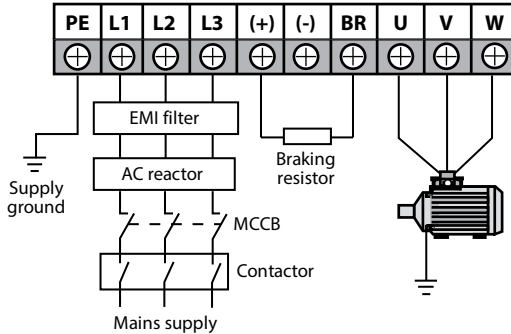 PE L1 L2 L3 (+) (-) BR U V W
EMI filter
AC reactor
Braking
resistor
Supply
ground
MCCB
Contactor
Mains supply